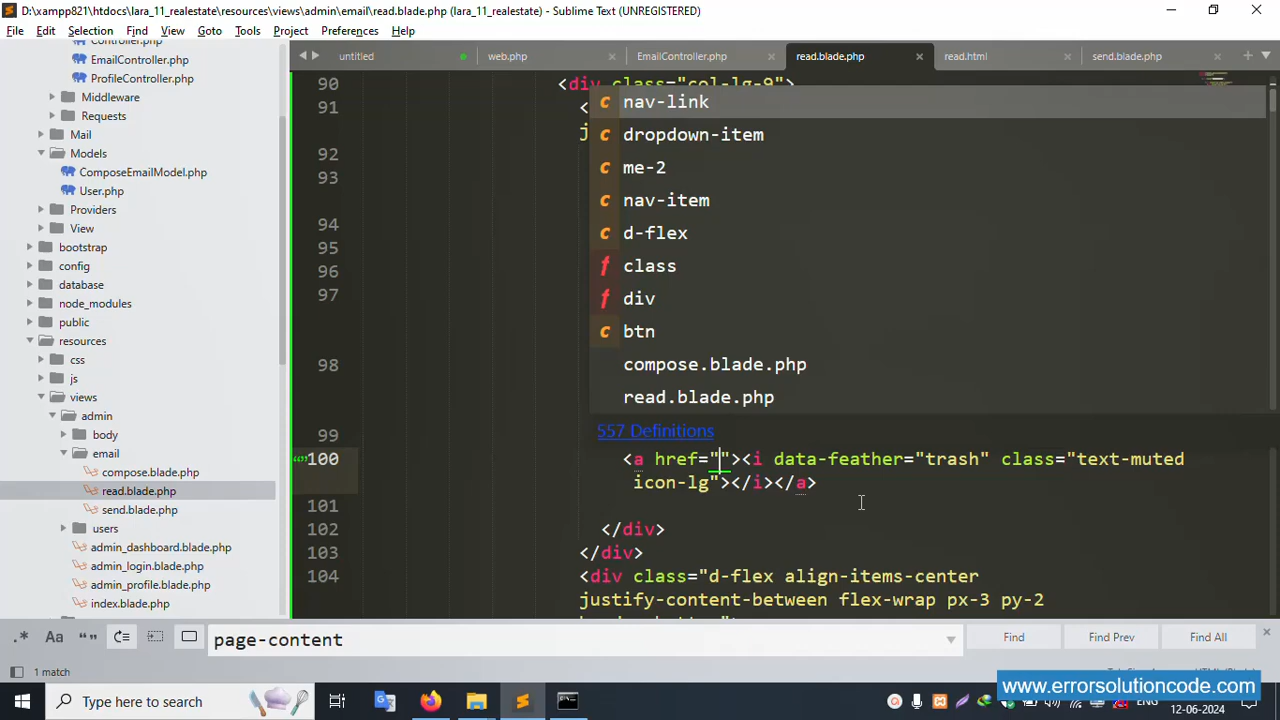 D:\xampp821\htdocs\lara_11_realestate\resources\views\admin\email\read.blade.php (lara_11_realestate) - Sublime Text (UNREGISTERED)
File Edit Selection Find View Goto Tools Project Preferences Help
Controller.php
EmailController.php
ProfileController.php
Middleware
Requests
Mail
Models
ComposeEmailModel.php
User.php
Providers
View
bootstrap
config
database
node_modules
public
resources
css
js
views
admin
body
email
compose.blade.php
read.blade.php
send.blade.php
users
admin_dashboard.blade.php
admin_login.blade.php
admin_profile.blade.php
index.blade.php
untitled web.php EmailController.php read.blade.php read.html send.blade.php
90 <div class="col-lg-9">
91 <
j
92
93
94
95
96
97
98
99
nav-link
dropdown-item
me-2
nav-item
d-flex
class
div
btn
compose.blade.php
read.blade.php
557 Definitions
100 <a href=""><i data-feather="trash" class="text-muted
icon-lg"></i></a>
101
102 </div>
103 </div>
104 <div class="d-flex align-items-center
justify-content-between flex-wrap px-3 py-2
.* Aa “” page-content Find Find Prev Find All
1 match
Type here to search
ENG
12-06-2024
www.errorsolutioncode.com